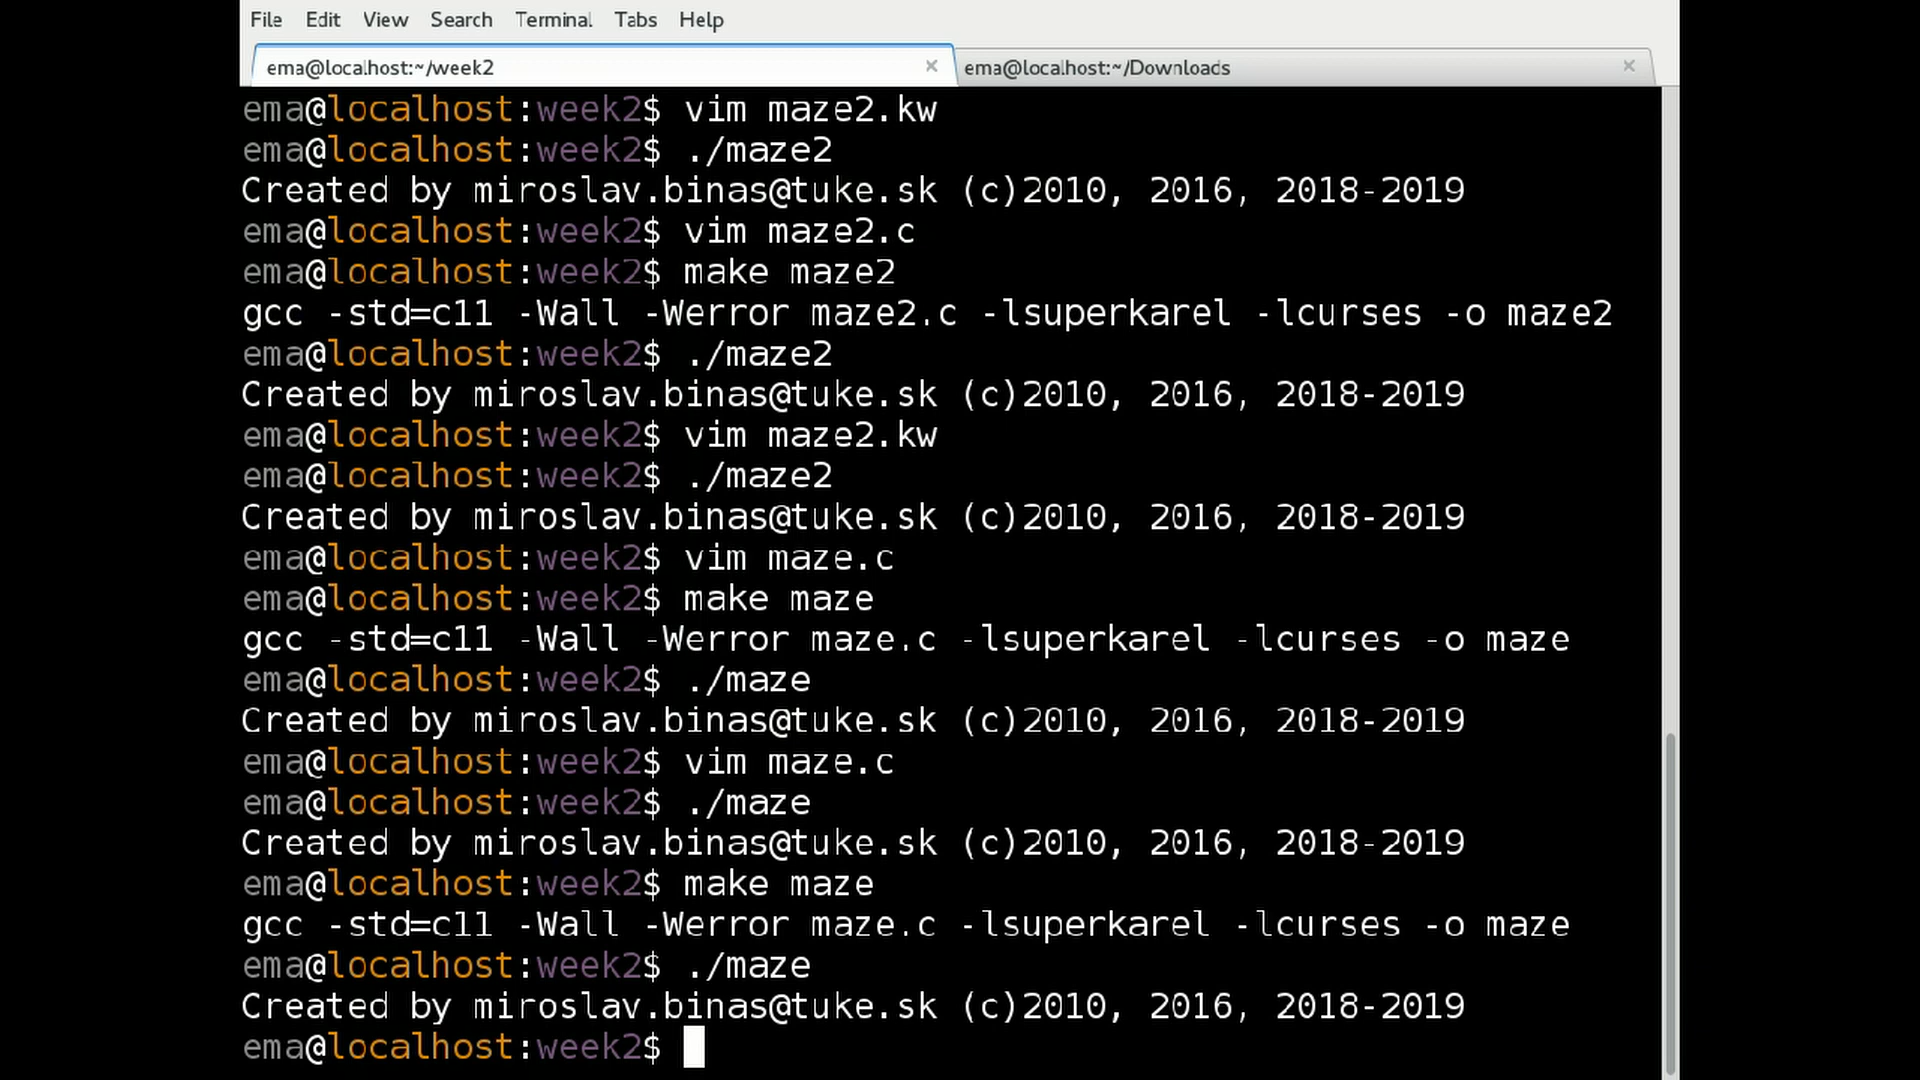 File Edit View Search Terminal Tabs Help
ema@localhost:~/week2 × ema@localhost:~/Downloads ×
ema@localhost:week2$ vim maze2.kw
ema@localhost:week2$ ./maze2
Created by miroslav.binas@tuke.sk (c)2010, 2016, 2018-2019
ema@localhost:week2$ vim maze2.c
ema@localhost:week2$ make maze2
gcc -std=c11 -Wall -Werror maze2.c -lsuperkarel -lcurses -o maze2
ema@localhost:week2$ ./maze2
Created by miroslav.binas@tuke.sk (c)2010, 2016, 2018-2019
ema@localhost:week2$ vim maze2.kw
ema@localhost:week2$ ./maze2
Created by miroslav.binas@tuke.sk (c)2010, 2016, 2018-2019
ema@localhost:week2$ vim maze.c
ema@localhost:week2$ make maze
gcc -std=c11 -Wall -Werror maze.c -lsuperkarel -lcurses -o maze
ema@localhost:week2$ ./maze
Created by miroslav.binas@tuke.sk (c)2010, 2016, 2018-2019
ema@localhost:week2$ vim maze.c
ema@localhost:week2$ ./maze
Created by miroslav.binas@tuke.sk (c)2010, 2016, 2018-2019
ema@localhost:week2$ make maze
gcc -std=c11 -Wall -Werror maze.c -lsuperkarel -lcurses -o maze
ema@localhost:week2$ ./maze
Created by miroslav.binas@tuke.sk (c)2010, 2016, 2018-2019
ema@localhost:week2$